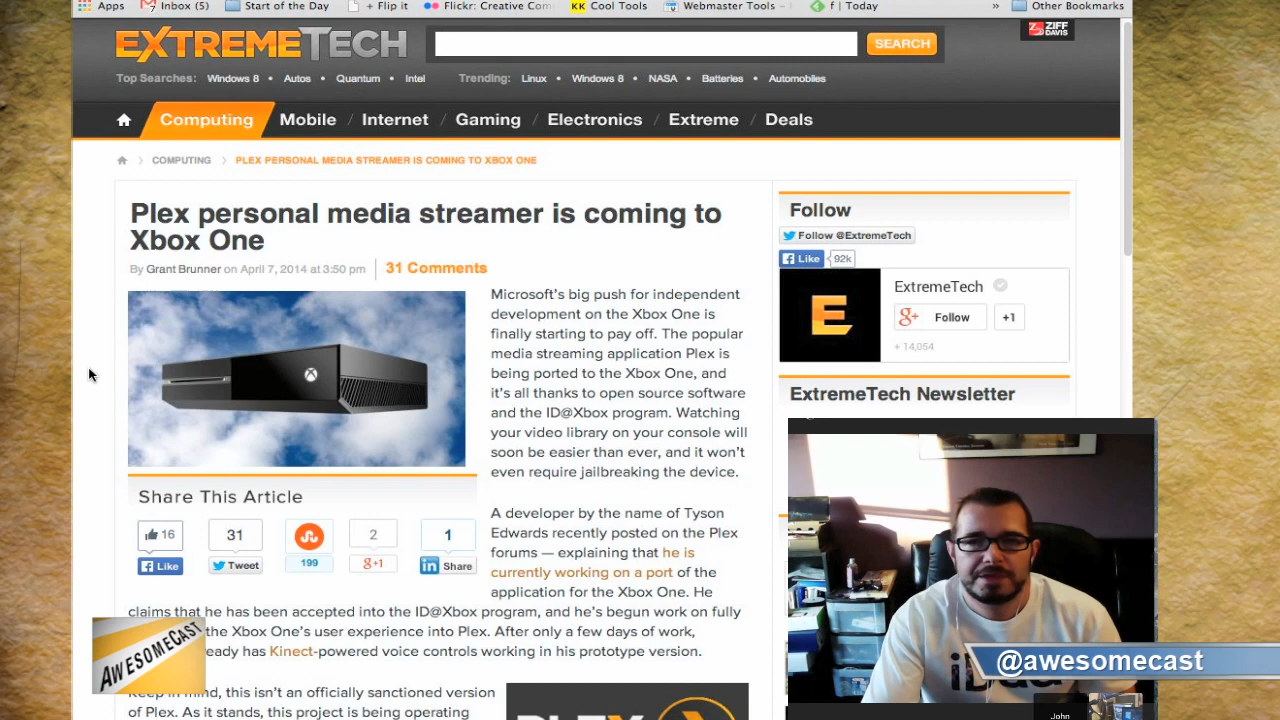 Apps Inbox (5) Start of the Day + Flip it Flickr: Creative Com KK Cool Tools Webmaster Tools - f | Today » Other Bookmarks
EXTREMETECH
SEARCH
ZIFF DAVIS
Top Searches: Windows 8 • Autos • Quantum • Intel Trending: Linux • Windows 8 • NASA • Batteries • Automobiles
Computing Mobile / Internet / Gaming / Electronics / Extreme / Deals
COMPUTING PLEX PERSONAL MEDIA STREAMER IS COMING TO XBOX ONE
Plex personal media streamer is coming to
Xbox One
By Grant Brunner on April 7, 2014 at 3:50 pm 31 Comments
Microsoft's big push for independent
development on the Xbox One is
finally starting to pay off. The popular
media streaming application Plex is
being ported to the Xbox One, and
it's all thanks to open source software
and the ID@Xbox program. Watching
your video library on your console will
soon be easier than ever, and it won't
even require jailbreaking the device.
Share This Article
16 31 2 1
Like Tweet 199 g+1 in Share
A developer by the name of Tyson
Edwards recently posted on the Plex
forums — explaining that he is
currently working on a port of the
application for the Xbox One. He
claims that he has been accepted into the ID@Xbox program, and he's begun work on fully
the Xbox One's user experience into Plex. After only a few days of work,
ready has Kinect-powered voice controls working in his prototype version.
Keep in mind, this isn't an officially sanctioned version
of Plex. As it stands, this project is being operating
PLEX
Follow
Follow @ExtremeTech
Like 92k
E
ExtremeTech
g+ Follow +1
+ 14,054
ExtremeTech Newsletter
AWESOMECAST
@awesomecast
John